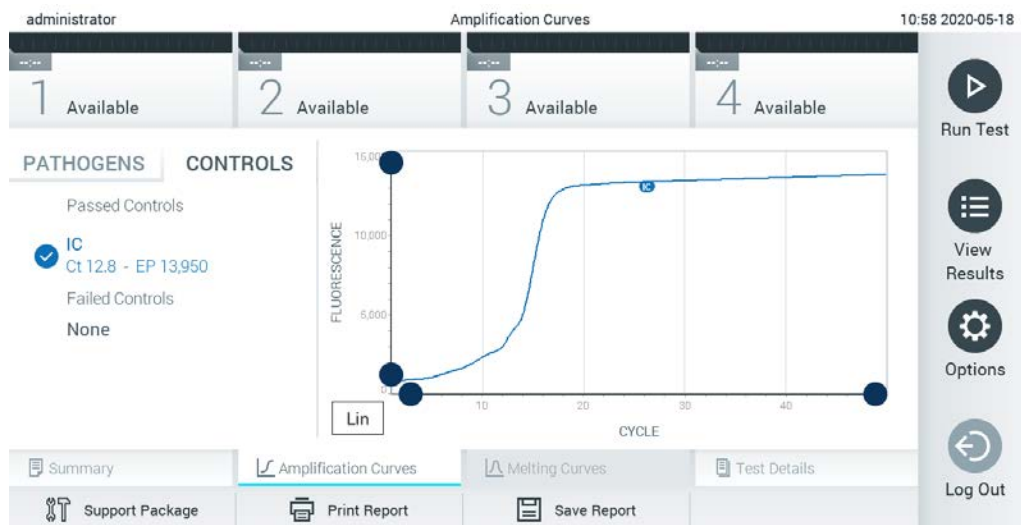 administrator
Amplification Curves
10:58 2020-05-18
--:--
1 Available
--:--
2 Available
--:--
3 Available
--:--
4 Available
Run Test
View
Results
Options
Log Out
PATHOGENS
CONTROLS
Passed Controls
IC
Ct 12.8 - EP 13,950
Failed Controls
None
FLUORESCENCE
15,00
10,000
5,000
0
IC
10
20
30
40
CYCLE
Lin
Summary
Amplification Curves
Melting Curves
Test Details
Support Package
Print Report
Save Report